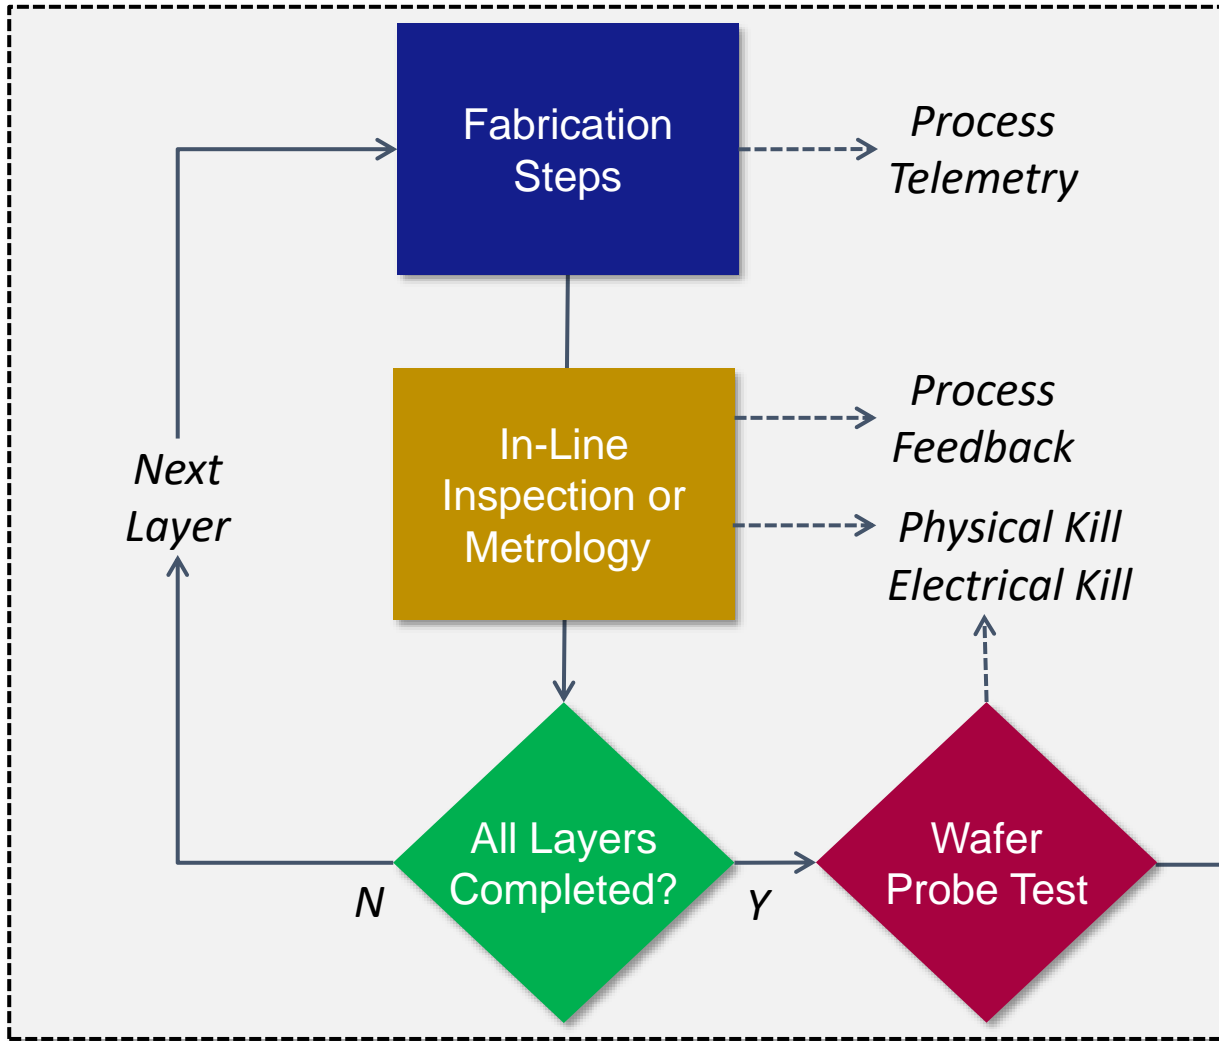 Fabrication
Steps
Process
Telemetry
In-Line
Inspection or
Metrology
Process
Feedback
Physical Kill
Electrical Kill
Next
Layer
All Layers
Completed?
N
Y
Wafer
Probe Test